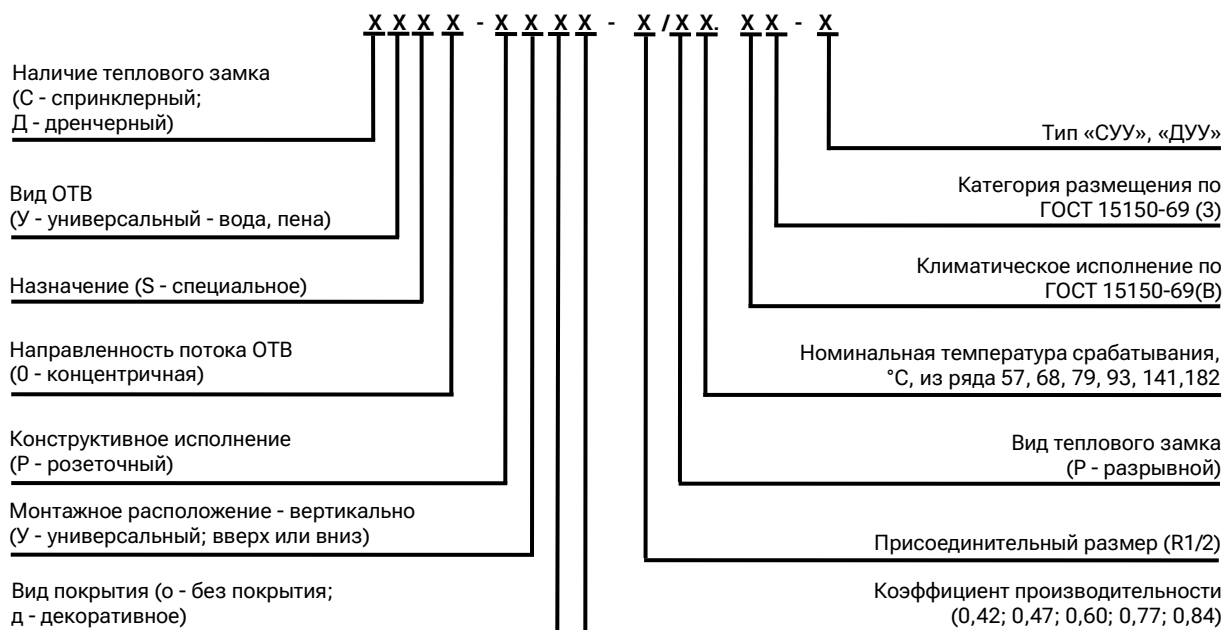 X X X X - X X X X - X / X X. X X - X
Наличие теплового замка
(С - спринклерный;
Д - дренчерный)
Вид ОТВ
(У - универсальный - вода, пена)
Назначение (S - специальное)
Направленность потока ОТВ
(0 - концентричная)
Конструктивное исполнение
(Р - розеточный)
Монтажное расположение - вертикально
(У - универсальный; вверх или вниз)
Вид покрытия (о - без покрытия;
д - декоративное)
Тип «СУУ», «ДУУ»
Категория размещения по
ГОСТ 15150-69 (3)
Климатическое исполнение по
ГОСТ 15150-69(В)
Номинальная температура срабатывания,
°С, из ряда 57, 68, 79, 93, 141,182
Вид теплового замка
(Р - разрывной)
Присоединительный размер (R1/2)
Коэффициент производительности
(0,42; 0,47; 0,60; 0,77; 0,84)